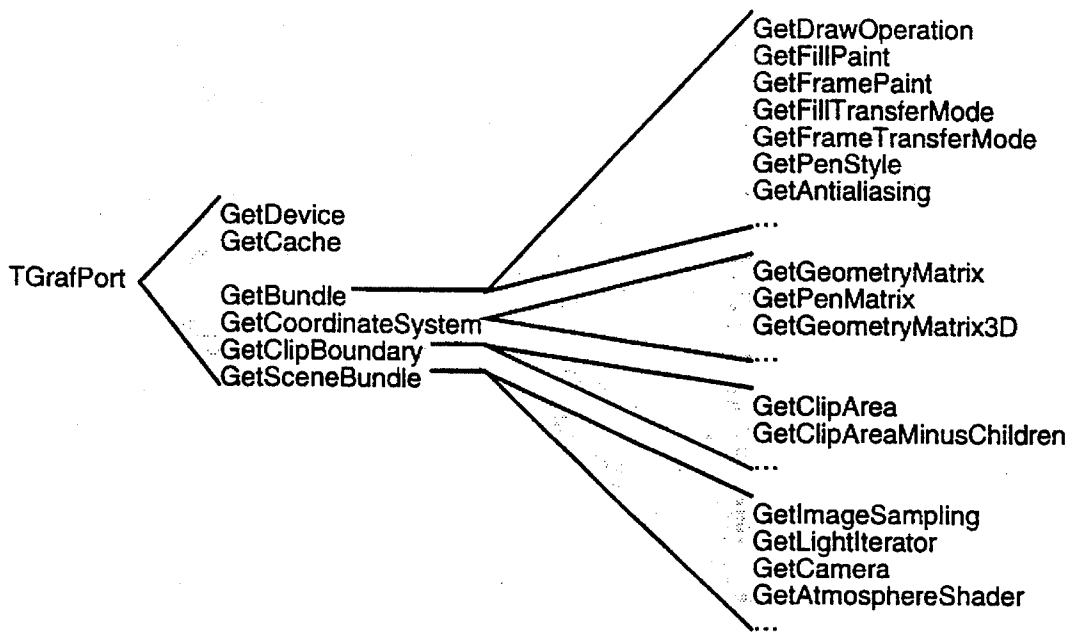 TGrafPort
GetDevice
GetCache
GetBundle
GetCoordinateSystem
GetClipBoundary
GetSceneBundle
GetDrawOperation
GetFillPaint
GetFramePaint
GetFillTransferMode
GetFrameTransferMode
GetPenStyle
GetAntialiasing
...
GetGeometryMatrix
GetPenMatrix
GetGeometryMatrix3D
...
GetClipArea
GetClipAreaMinusChildren
...
GetImageSampling
GetLightIterator
GetCamera
GetAtmosphereShader
...